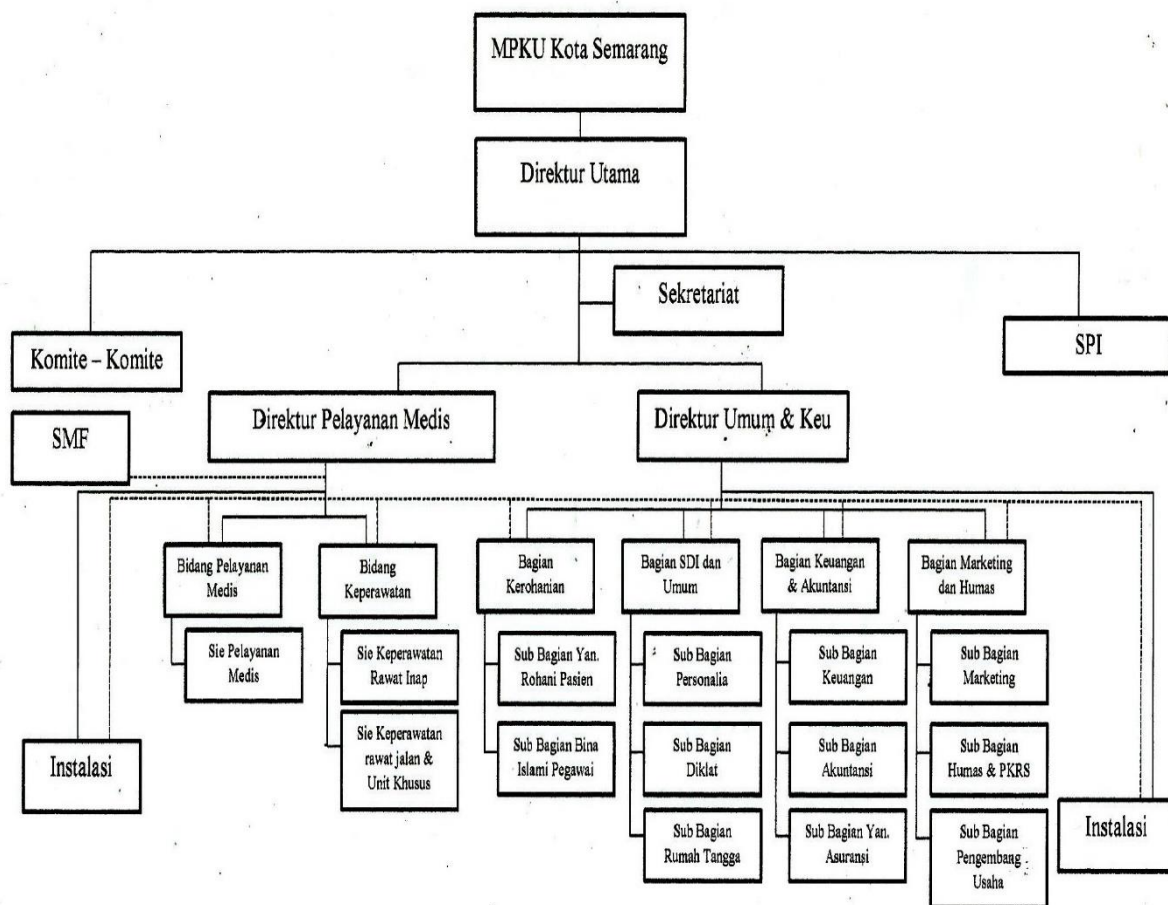 MPKU Kota Semarang
Direktur Utama
Sekretariat
Komite – Komite
SPI
Direktur Pelayanan Medis
Direktur Umum & Keu
SMF
Bidang Pelayanan
Medis
Bidang
Keperawatan
Bagian
Kerohanian
Bagian SDI dan
Umum
Bagian Keuangan
& Akuntansi
Bagian Marketing
dan Humas
Sie Pelayanan
Medis
Sie Keperawatan
Rawat Inap
Sub Bagian Yan.
Rohani Pasien
Sub Bagian
Personalia
Sub Bagian
Keuangan
Sub Bagian
Marketing
Instalasi
Sie Keperawatan
rawat jalan &
Unit Khusus
Sub Bagian Bina
Islami Pegawai
Sub Bagian
Diklat
Sub Bagian
Akuntansi
Sub Bagian
Humas & PKRS
Sub Bagian
Rumah Tangga
Sub Bagian Yan.
Asuransi
Sub Bagian
Pengembang
Usaha
Instalasi